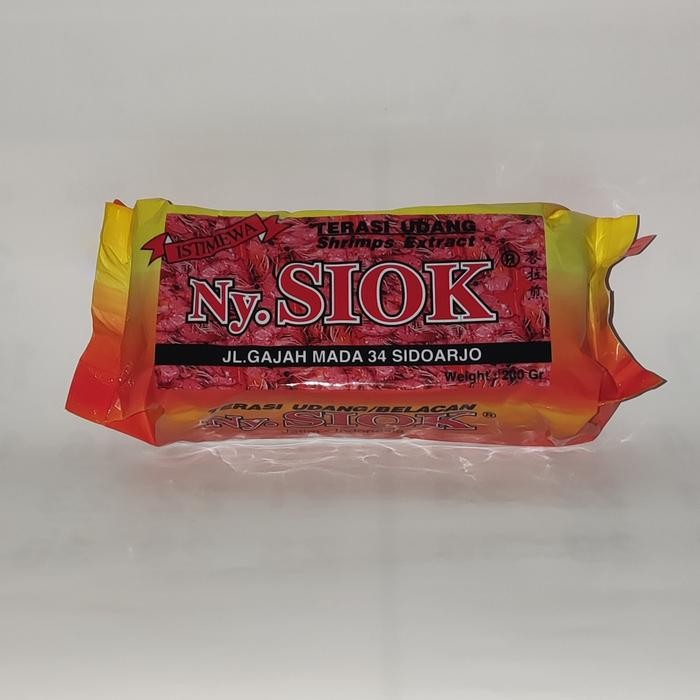 ISTIMEWA
TERASI UDANG
Shrimps Extract
Ny. SIOK
®
JL.GAJAH MADA 34 SIDOARJO
Weight : 200 Gr
TERASI UDANG/BELACAN
Ny. SIOK ®